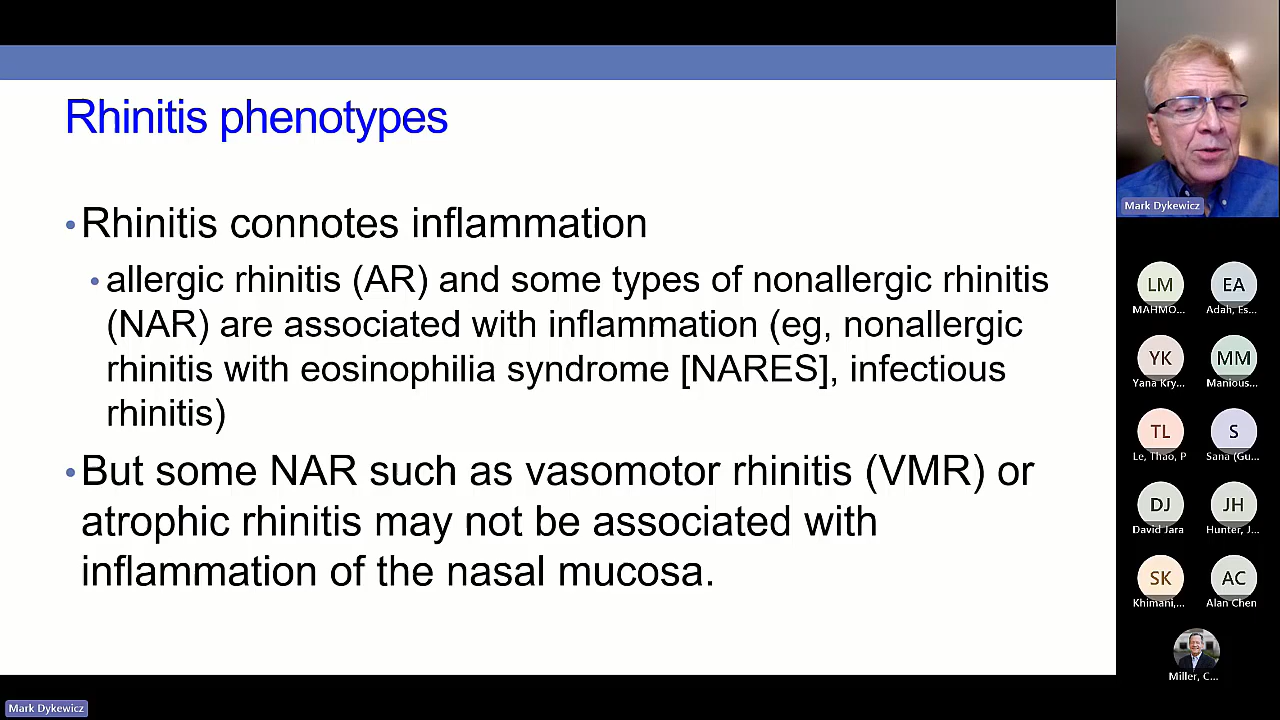 Rhinitis phenotypes
•Rhinitis connotes inflammation
•allergic rhinitis (AR) and some types of nonallergic rhinitis
(NAR) are associated with inflammation (eg, nonallergic
rhinitis with eosinophilia syndrome [NARES], infectious
rhinitis)
•But some NAR such as vasomotor rhinitis (VMR) or
atrophic rhinitis may not be associated with
inflammation of the nasal mucosa.
Mark Dykewicz
LM
EA
MAHMO...
Adah, Es...
YK
MM
Yana Kry...
Manious...
TL
S
Le, Thao, P
Sana (Gu...
DJ
JH
David Jara
Hunter, J...
SK
AC
Khimani,...
Alan Chen
Miller, C...
Mark Dykewicz